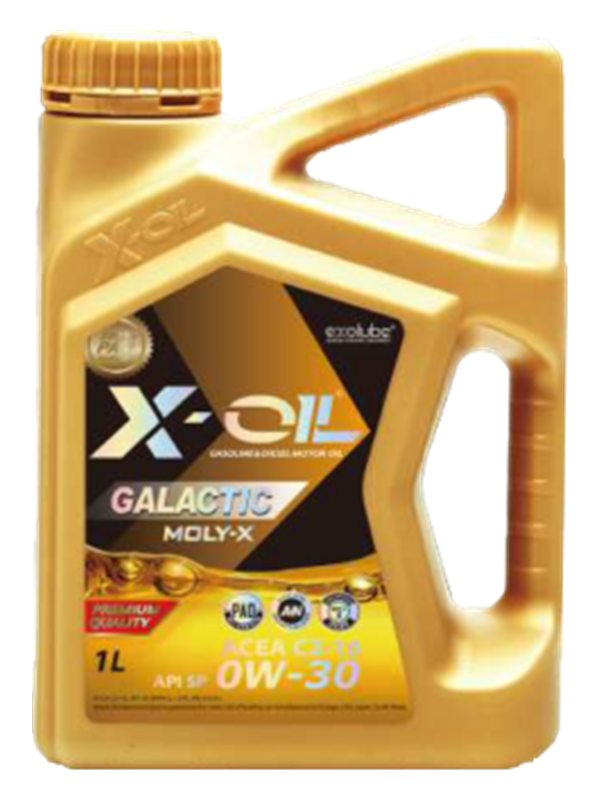 X-OIL
exolube
X-OIL
GASOLINE & DIESEL MOTOR OIL
GALACTIC
MOLY-X
PREMIUM
QUALITY
PAO
AN
1L
ACEA C2-16
API SP
0W-30